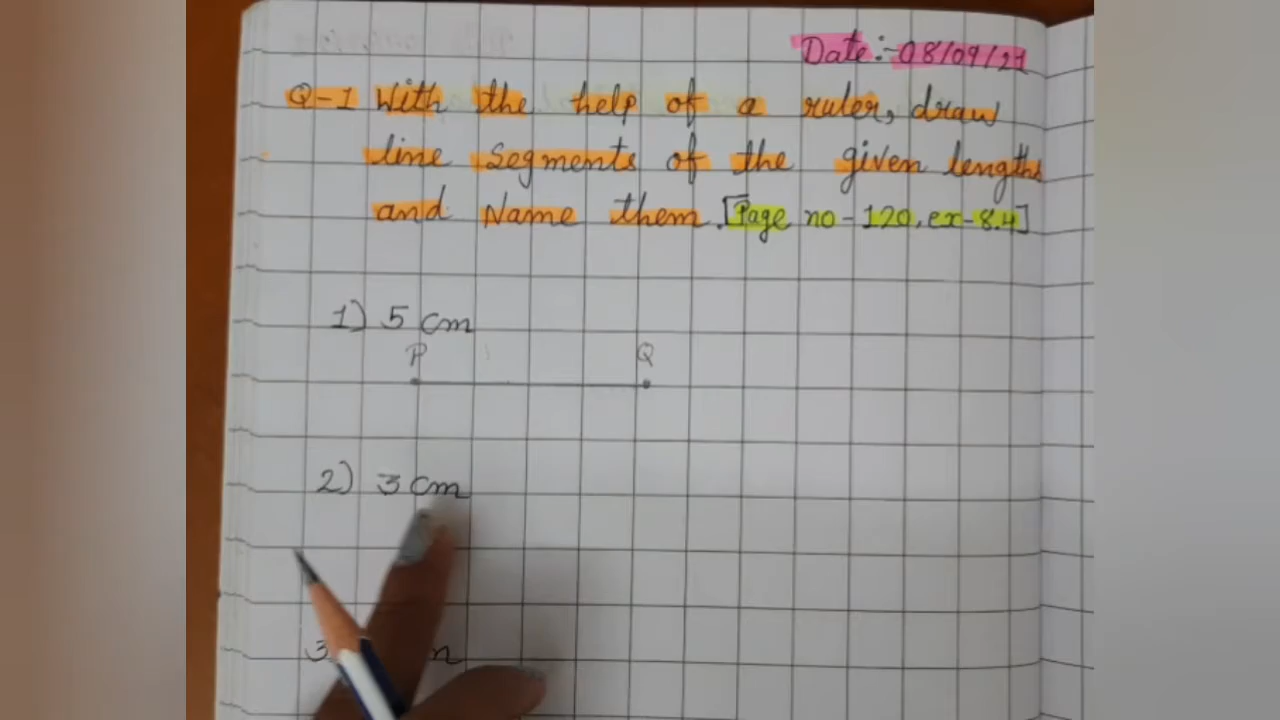 Date:-08/09/21
Q-1 With the help of a ruler, draw
line segments of the given lengths
and Name them. [Page no-120, ex-8.4]
1) 5 cm
P Q
2) 3 cm
3